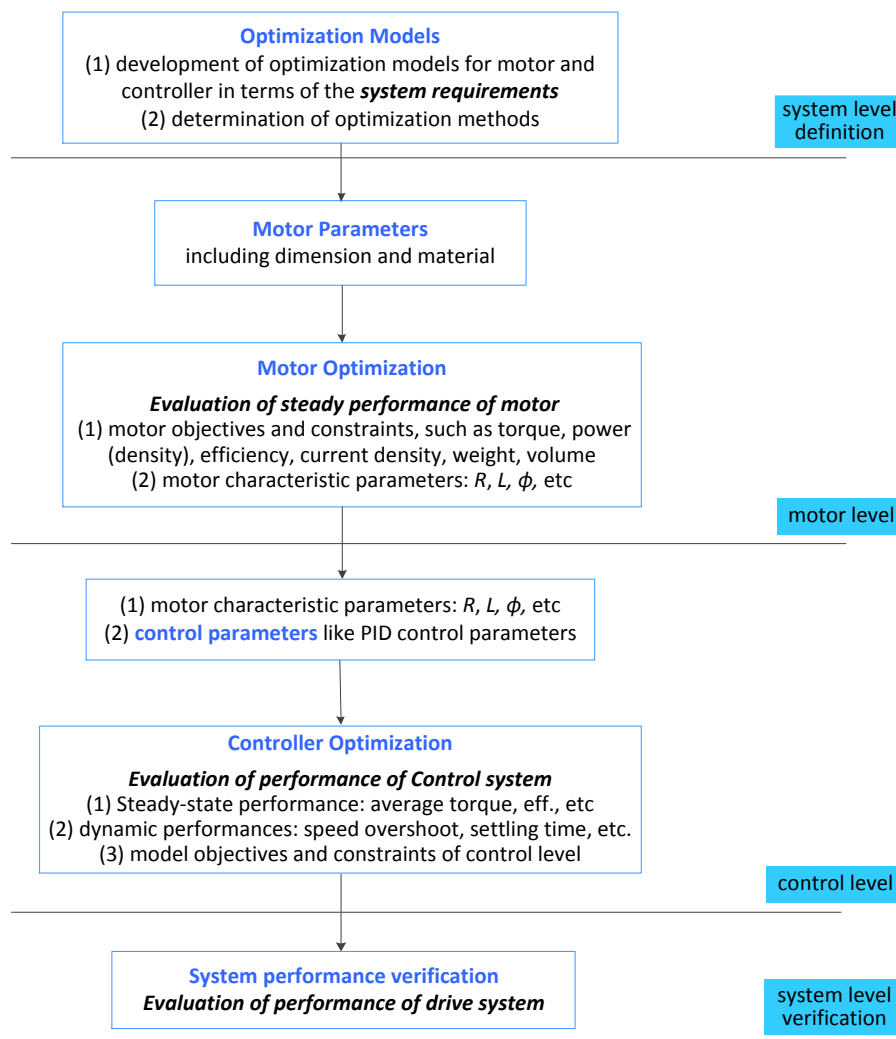 Optimization Models
(1) development of optimization models for motor and
controller in terms of the system requirements
(2) determination of optimization methods
system level
definition
Motor Parameters
including dimension and material
Motor Optimization
Evaluation of steady performance of motor
(1) motor objectives and constraints, such as torque, power
(density), efficiency, current density, weight, volume
(2) motor characteristic parameters: R, L, ϕ, etc
motor level
(1) motor characteristic parameters: R, L, ϕ, etc
(2) control parameters like PID control parameters
Controller Optimization
Evaluation of performance of Control system
(1) Steady-state performance: average torque, eff., etc
(2) dynamic performances: speed overshoot, settling time, etc.
(3) model objectives and constraints of control level
control level
System performance verification
Evaluation of performance of drive system
system level
verification